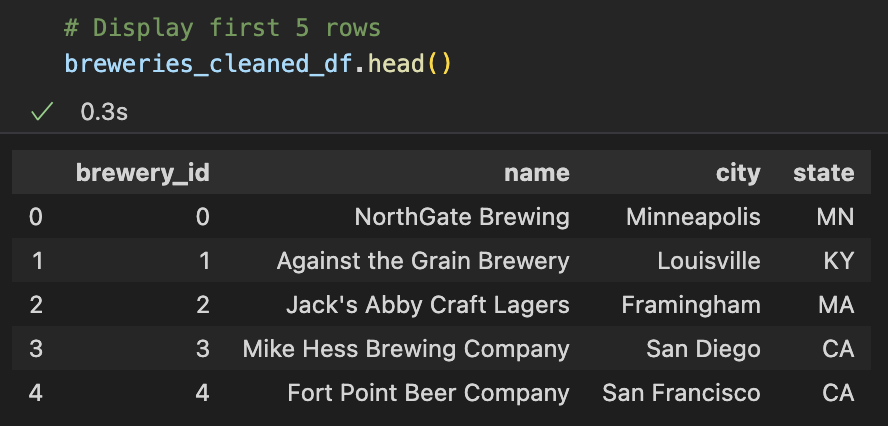 # Display first 5 rows
breweries_cleaned_df.head()
0.3s
brewery_id name city state
0 0 NorthGate Brewing Minneapolis MN
1 1 Against the Grain Brewery Louisville KY
2 2 Jack's Abby Craft Lagers Framingham MA
3 3 Mike Hess Brewing Company San Diego CA
4 4 Fort Point Beer Company San Francisco CA